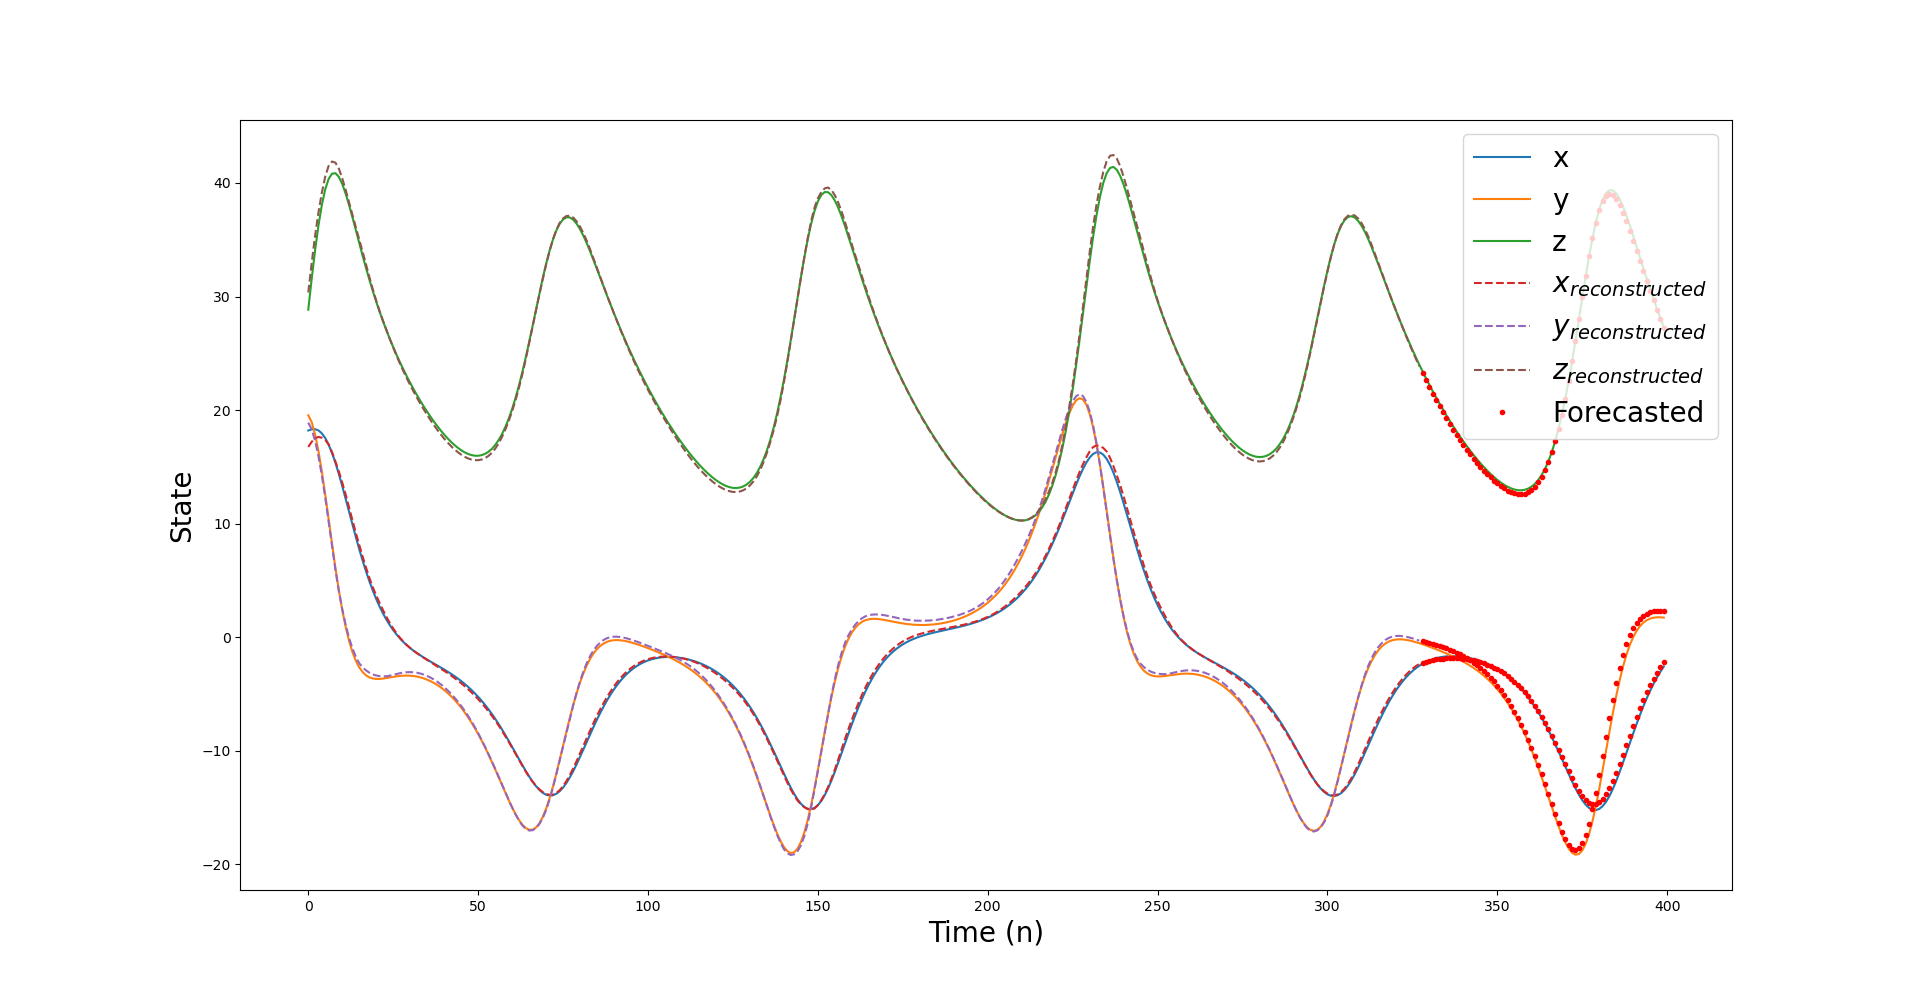 x
y
z
x_reconstructed
y_reconstructed
z_reconstructed
Forecasted
State
40
30
20
10
0
−10
−20
0 50 100 150 200 250 300 350 400
Time (n)